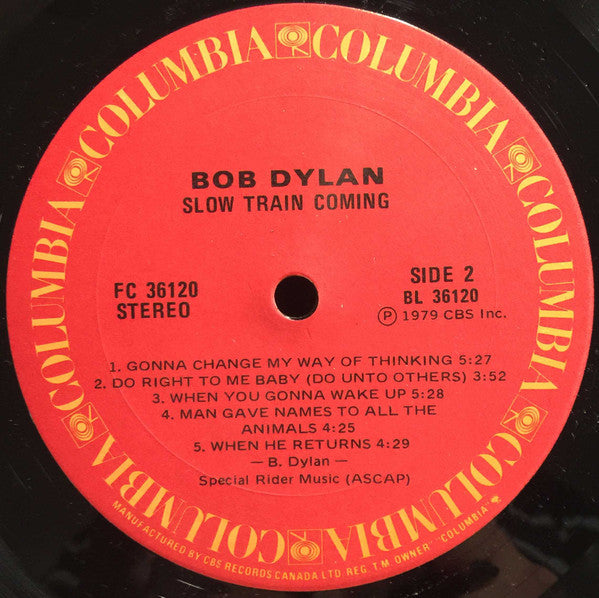 COLUMBIA COLUMBIA COLUMBIA COLUMBIA COLUMBIA COLUMBIA
BOB DYLAN
SLOW TRAIN COMING
FC 36120
STEREO
SIDE 2
BL 36120
Ⓟ 1979 CBS Inc.
1. GONNA CHANGE MY WAY OF THINKING 5:27
2. DO RIGHT TO ME BABY (DO UNTO OTHERS) 3:52
3. WHEN YOU GONNA WAKE UP 5:28
4. MAN GAVE NAMES TO ALL THE
ANIMALS 4:25
5. WHEN HE RETURNS 4:29
— B. Dylan —
Special Rider Music (ASCAP)
MANUFACTURED BY CBS RECORDS CANADA LTD. REG. T.M. OWNER "COLUMBIA"